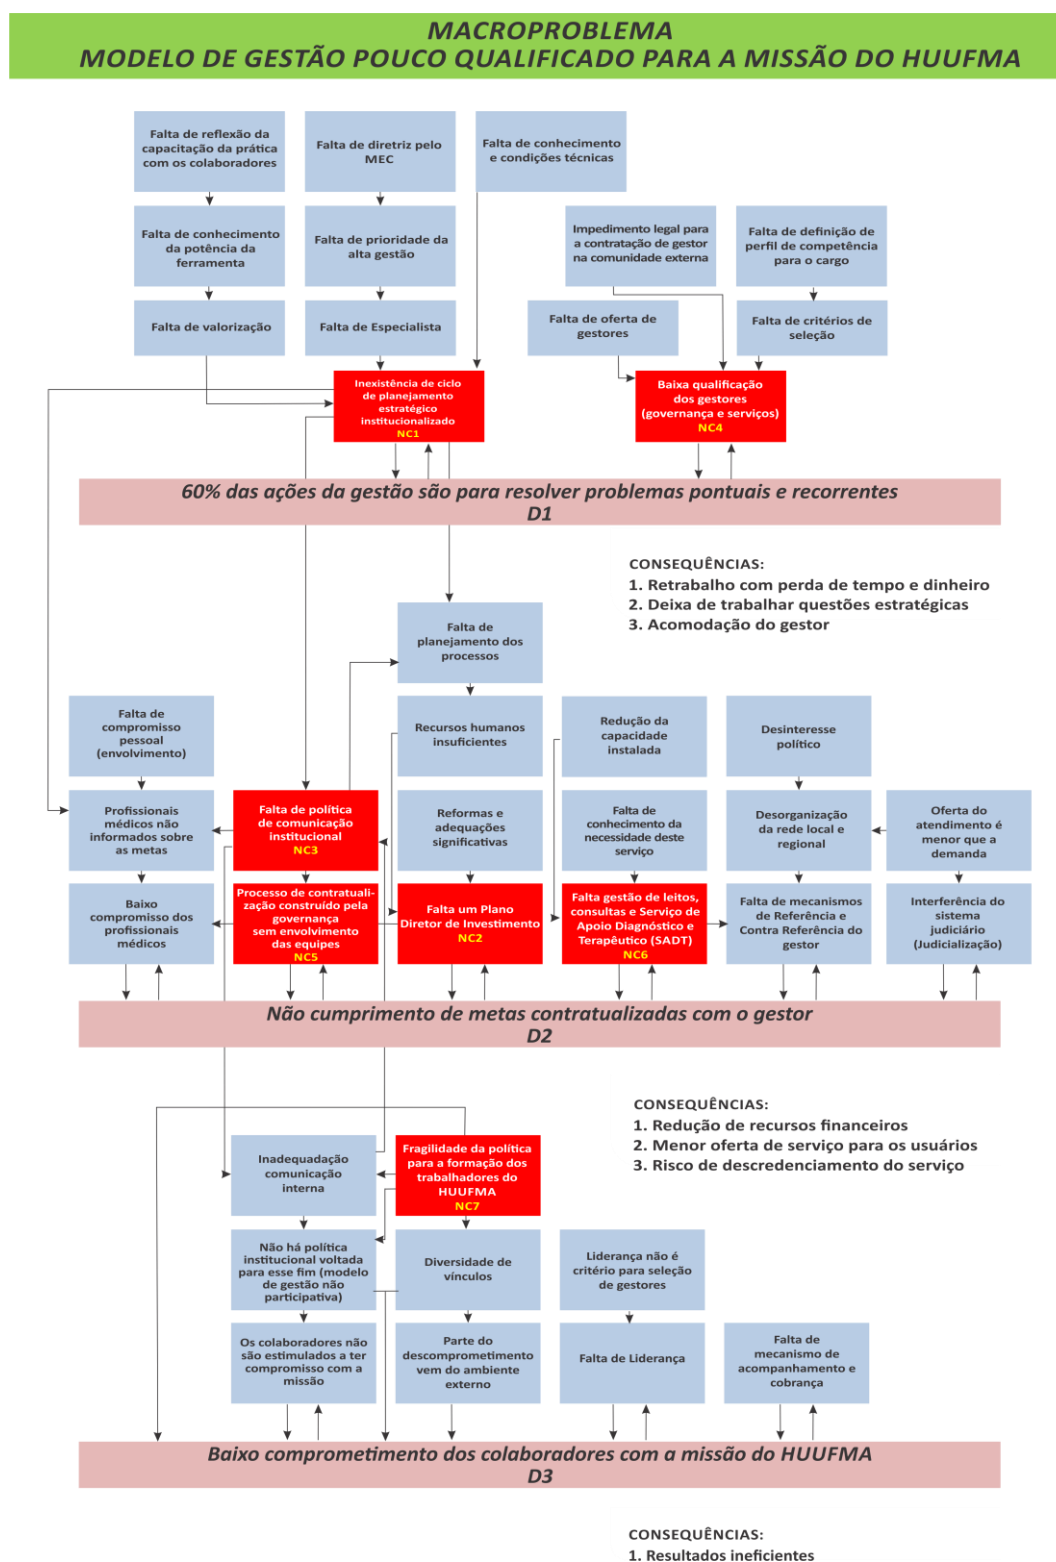 MACROPROBLEMA
MODELO DE GESTÃO POUCO QUALIFICADO PARA A MISSÃO DO HUUFMA
Falta de reflexão da
capacitação da prática
com os colaboradores
Falta de diretriz pelo
MEC
Falta de conhecimento
e condições técnicas
Falta de conhecimento
da potência da
ferramenta
Falta de prioridade da
alta gestão
Impedimento legal para
a contratação de gestor
na comunidade externa
Falta de definição de
perfil de competência
para o cargo
Falta de valorização
Falta de Especialista
Falta de oferta de
gestores
Falta de critérios de
seleção
Inexistência de ciclo
de planejamento
estratégico
institucionalizado
NC1
Baixa qualificação
dos gestores
(governança e serviços)
NC4
60% das ações da gestão são para resolver problemas pontuais e recorrentes
D1
CONSEQUÊNCIAS:
1. Retrabalho com perda de tempo e dinheiro
2. Deixa de trabalhar questões estratégicas
3. Acomodação do gestor
Falta de
planejamento dos
processos
Falta de
compromisso
pessoal
(envolvimento)
Recursos humanos
insuficientes
Redução da
capacidade
instalada
Desinteresse
político
Profissionais
médicos não
informados sobre
as metas
Falta de política
de comunicação
institucional
NC3
Reformas e
adequações
significativas
Falta de
conhecimento da
necessidade deste
serviço
Desorganização
da rede local e
regional
Oferta do
atendimento é
menor que a
demanda
Baixo
compromisso dos
profissionais
médicos
Processo de contratuali-
zação construído pela
governança
sem envolvimento
das equipes
NC5
Falta um Plano
Diretor de Investimento
NC2
Falta gestão de leitos,
consultas e Serviço de
Apoio Diagnóstico e
Terapêutico (SADT)
NC6
Falta de mecanismos
de Referência e
Contra Referência do
gestor
Interferência do
sistema
judiciário
(Judicialização)
Não cumprimento de metas contratualizadas com o gestor
D2
CONSEQUÊNCIAS:
1. Redução de recursos financeiros
2. Menor oferta de serviço para os usuários
3. Risco de descredenciamento do serviço
Inadequadação
comunicação
interna
Fragilidade da política
para a formação dos
trabalhadores do
HUUFMA
NC7
Não há política
institucional voltada
para esse fim (modelo
de gestão não
participativa)
Diversidade de
vínculos
Liderança não é
critério para seleção
de gestores
Os colaboradores não
são estimulados a ter
compromisso com a
missão
Parte do
descomprometimento
vem do ambiente
externo
Falta de Liderança
Falta de
mecanismo de
acompanhamento e
cobrança
Baixo comprometimento dos colaboradores com a missão do HUUFMA
D3
CONSEQUÊNCIAS:
1. Resultados ineficientes